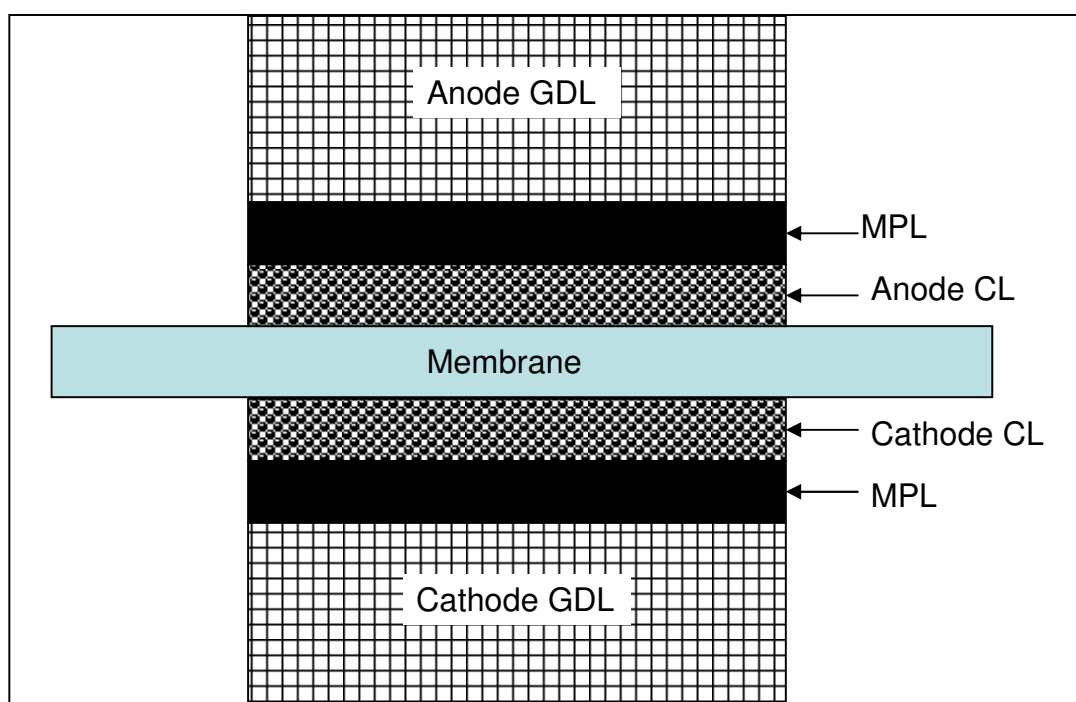 Anode GDL
MPL
Anode CL
Membrane
Cathode CL
MPL
Cathode GDL